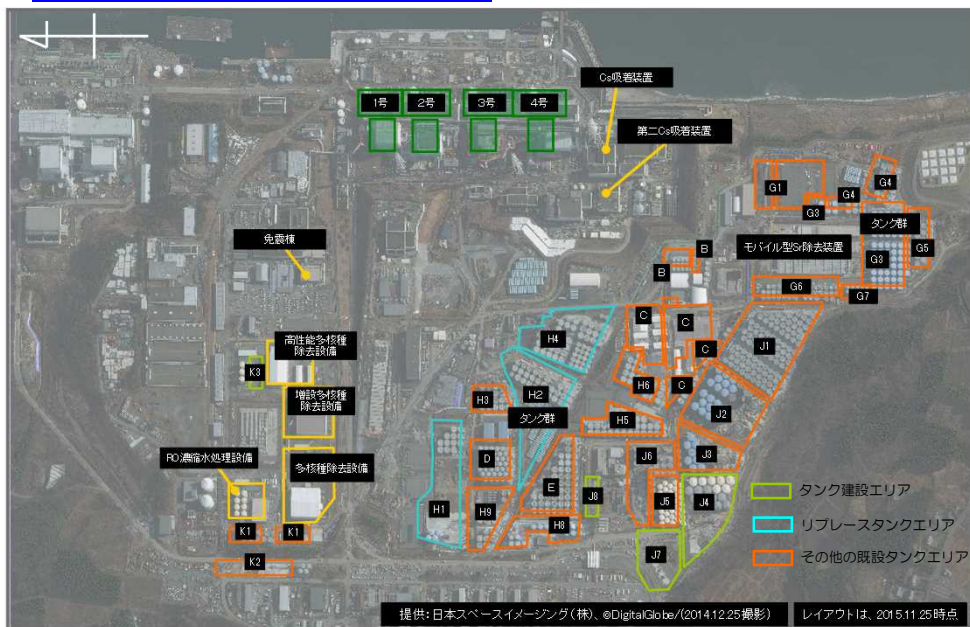 1号 2号 3号 4号
Cs吸着装置
第二Cs吸着装置
G1
G4
G4
G3
タンク群
モバイル型Sr除去装置
G3
G5
G6
G7
免震棟
B
B
C
C
C
C
H4
H2
H3
タンク群
H6
H5
J1
J2
J3
高性能多核種
除去設備
K3
増設多核種
除去設備
RO濃縮水処理設備
多核種除去設備
D
E
J6
J5
J4
J8
H1
H9
H8
J7
K1
K1
K2
タンク建設エリア
リプレースタンクエリア
その他の既設タンクエリア
提供:日本スペースイメージング(株)、©DigitalGlobe/(2014.12.25撮影)
レイアウトは、2015.11.25時点